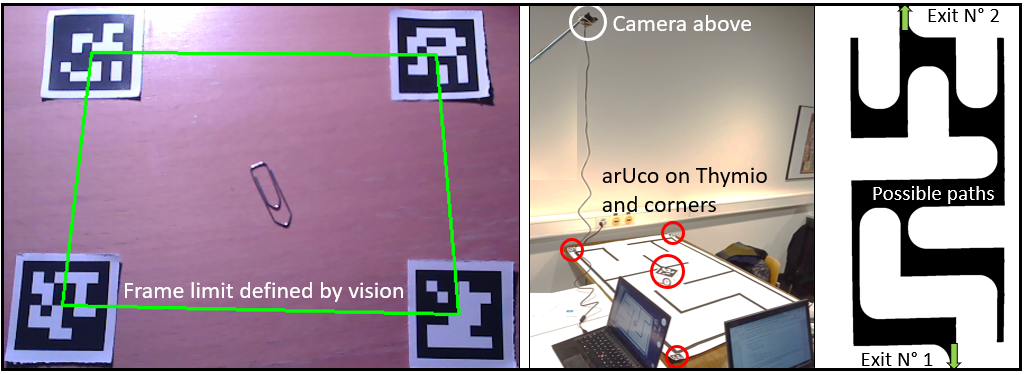 Frame limit defined by vision
Camera above
arUco on Thymio
and corners
Exit N° 2
Possible paths
Exit N° 1